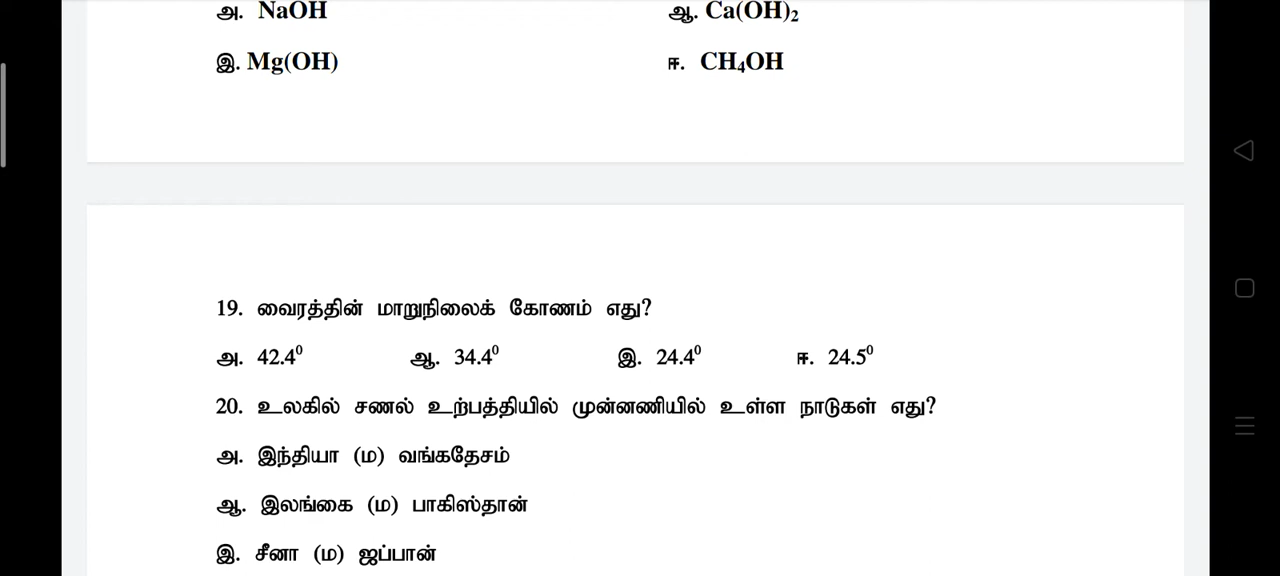 அ. NaOH ஆ. Ca(OH)₂
இ. Mg(OH) ஈ. CH₄OH
19. வைரத்தின் மாறுநிலைக் கோணம் எது?
அ. 42.4⁰ ஆ. 34.4⁰ இ. 24.4⁰ ஈ. 24.5⁰
20. உலகில் சணல் உற்பத்தியில் முன்னணியில் உள்ள நாடுகள் எது?
அ. இந்தியா (ம) வங்கதேசம்
ஆ. இலங்கை (ம) பாகிஸ்தான்
இ. சீனா (ம) ஜப்பான்